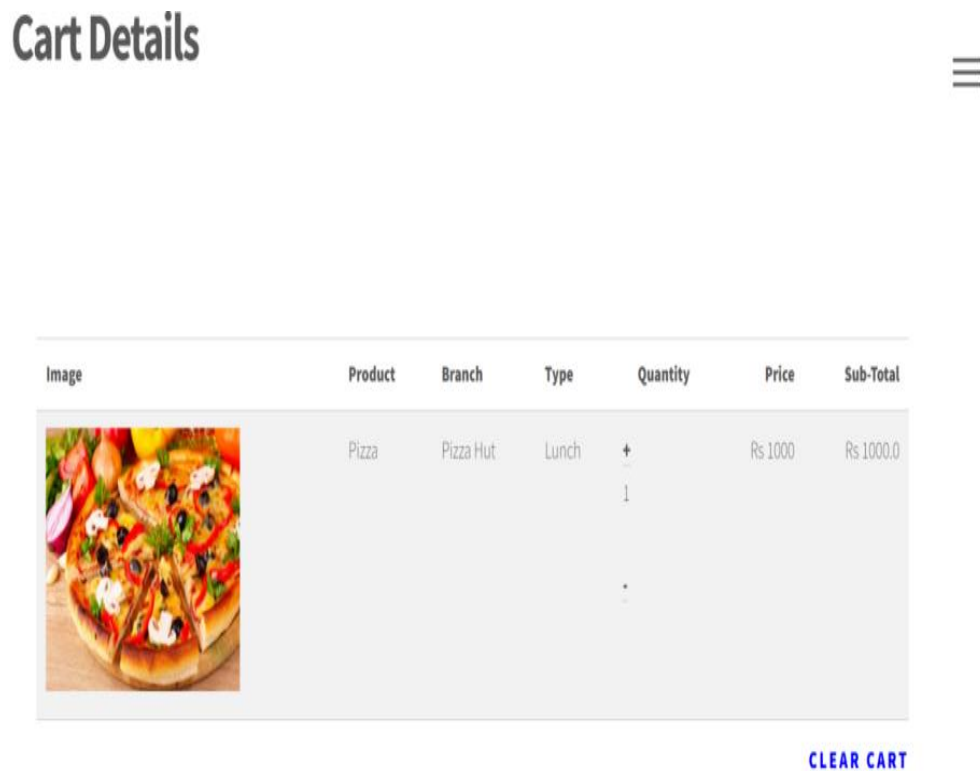 Cart Details
Image Product Branch Type Quantity Price Sub-Total
Pizza Pizza Hut Lunch + Rs 1000 Rs 1000.0
1
-
CLEAR CART